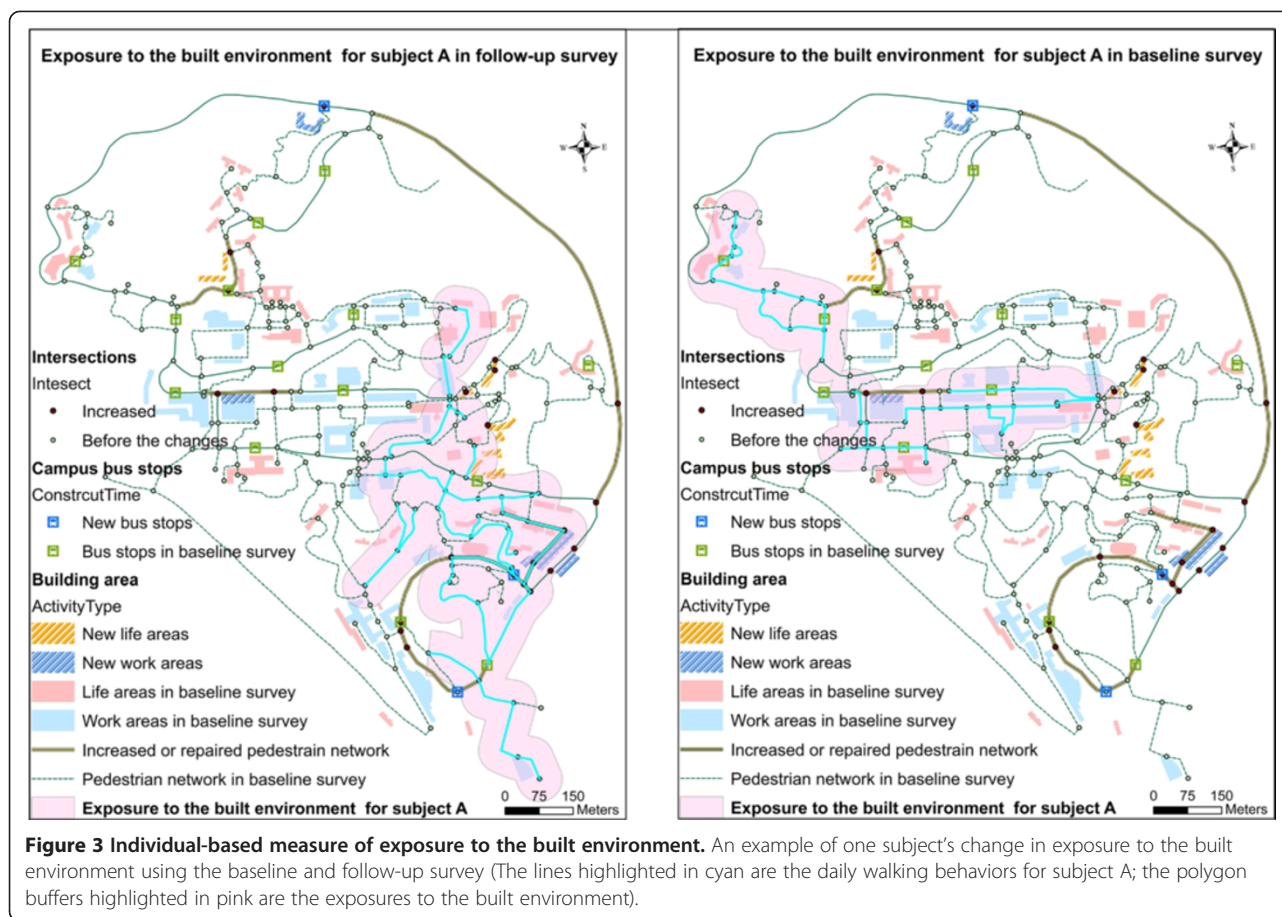 Exposure to the built environment for subject A in follow-up survey
N
W
E
S
Intersections
Intesect
Increased
Before the changes
Campus bus stops
ConstrcutTime
New bus stops
Bus stops in baseline survey
Building area
ActivityType
New life areas
New work areas
Life areas in baseline survey
Work areas in baseline survey
Increased or repaired pedestrain network
Pedestrian network in baseline survey
Exposure to the built environment for subject A
0 75 150
Meters
Exposure to the built environment for subject A in baseline survey
N
W
E
S
Intersections
Intesect
Increased
Before the changes
Campus bus stops
ConstrcutTime
New bus stops
Bus stops in baseline survey
Building area
ActivityType
New life areas
New work areas
Life areas in baseline survey
Work areas in baseline survey
Increased or repaired pedestrain network
Pedestrian network in baseline survey
Exposure to the built environment for subject A
0 75 150
Meters
Figure 3 Individual-based measure of exposure to the built environment. An example of one subject's change in exposure to the built
environment using the baseline and follow-up survey (The lines highlighted in cyan are the daily walking behaviors for subject A; the polygon
buffers highlighted in pink are the exposures to the built environment).